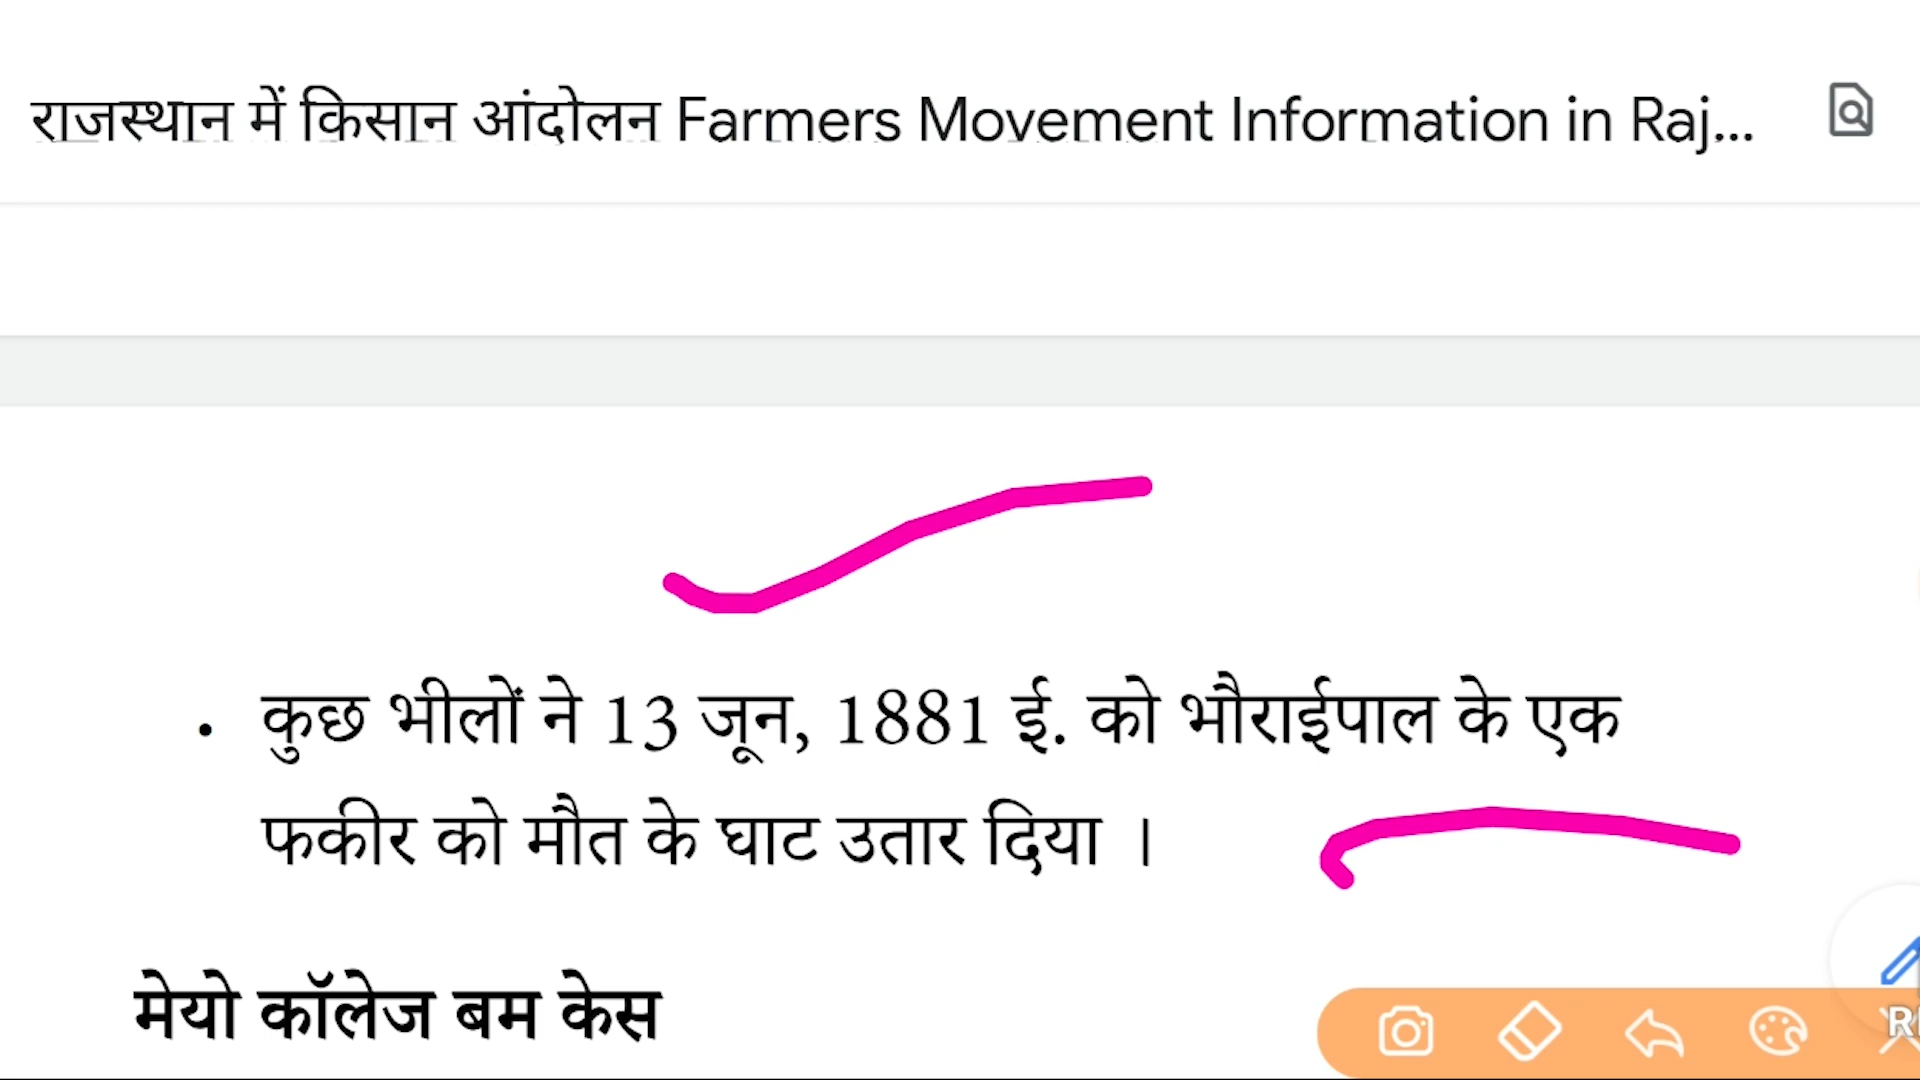 राजस्थान में किसान आंदोलन Farmers Movement Information in Raj...
• कुछ भीलों ने 13 जून, 1881 ई. को भौराईपाल के एक
फकीर को मौत के घाट उतार दिया ।
मेयो कॉलेज बम केस